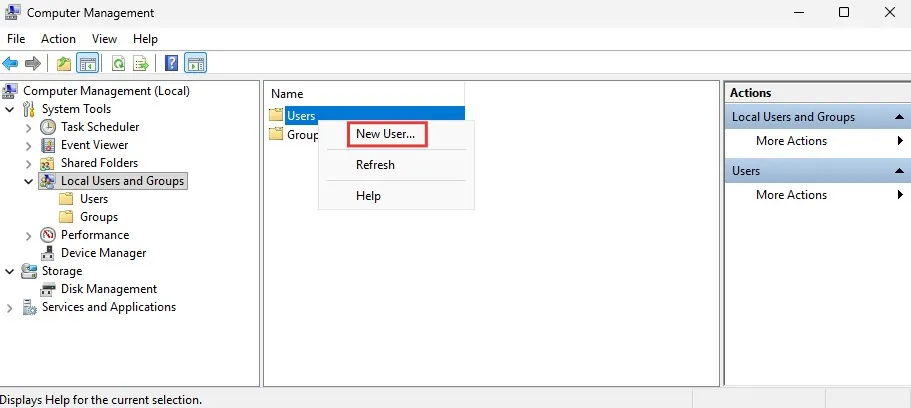 Computer Management
File Action View Help
Computer Management (Local)
System Tools
Task Scheduler
Event Viewer
Shared Folders
Local Users and Groups
Users
Groups
Performance
Device Manager
Storage
Disk Management
Services and Applications
Name
Users
Group
New User...
Refresh
Help
Actions
Local Users and Groups
More Actions
Users
More Actions
Displays Help for the current selection.